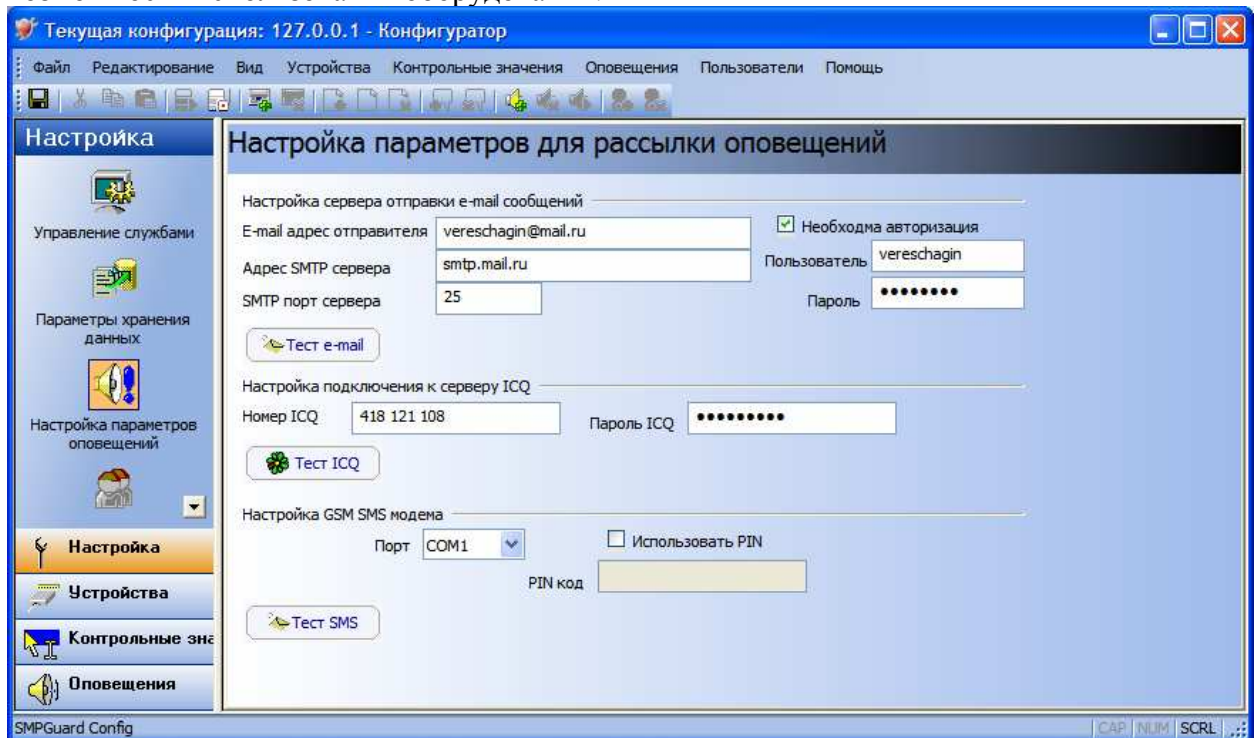 Текущая конфигурация: 127.0.0.1 - Конфигуратор
Файл Редактирование Вид Устройства Контрольные значения Оповещения Пользователи Помощь
Настройка
Настройка параметров для рассылки оповещений
Управление службами
Параметры хранения
данных
Настройка параметров
оповещений
Настройка
Устройства
Контрольные зна
Оповещения
Настройка сервера отправки e-mail сообщений
E-mail адрес отправителя vereschagin@mail.ru
Необходма авторизация
Адрес SMTP сервера smtp.mail.ru
Пользователь vereschagin
SMTP порт сервера 25
Пароль ••••••••
Тест e-mail
Настройка подключения к серверу ICQ
Номер ICQ 418 121 108 Пароль ICQ •••••••••
Тест ICQ
Настройка GSM SMS модема
Порт COM1 Использовать PIN
PIN код
Тест SMS
SMPGuard Config CAP NUM SCRL